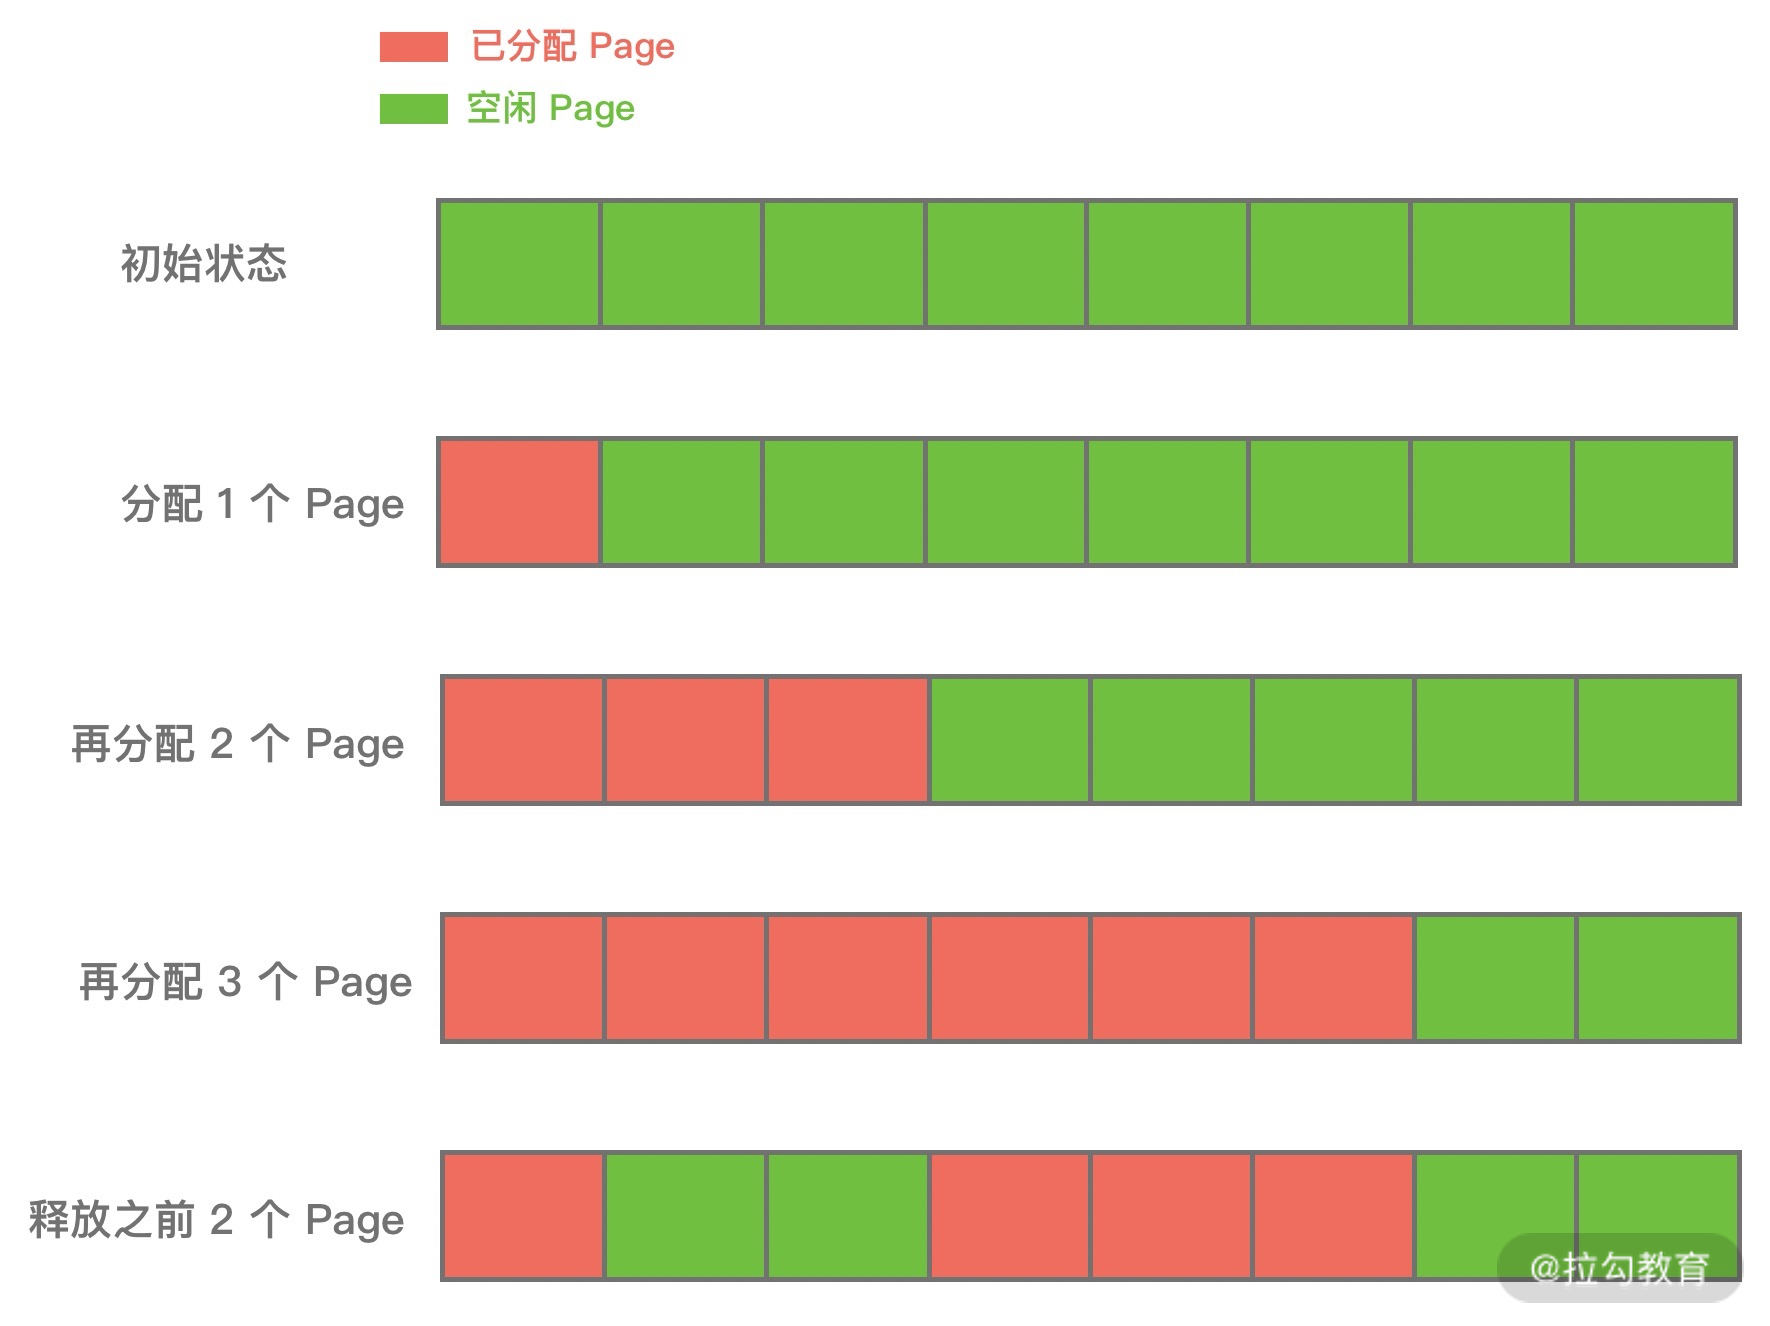 已分配 Page
空闲 Page
初始状态
分配 1 个 Page
再分配 2 个 Page
再分配 3 个 Page
释放之前 2 个 Page
@拉勾教育